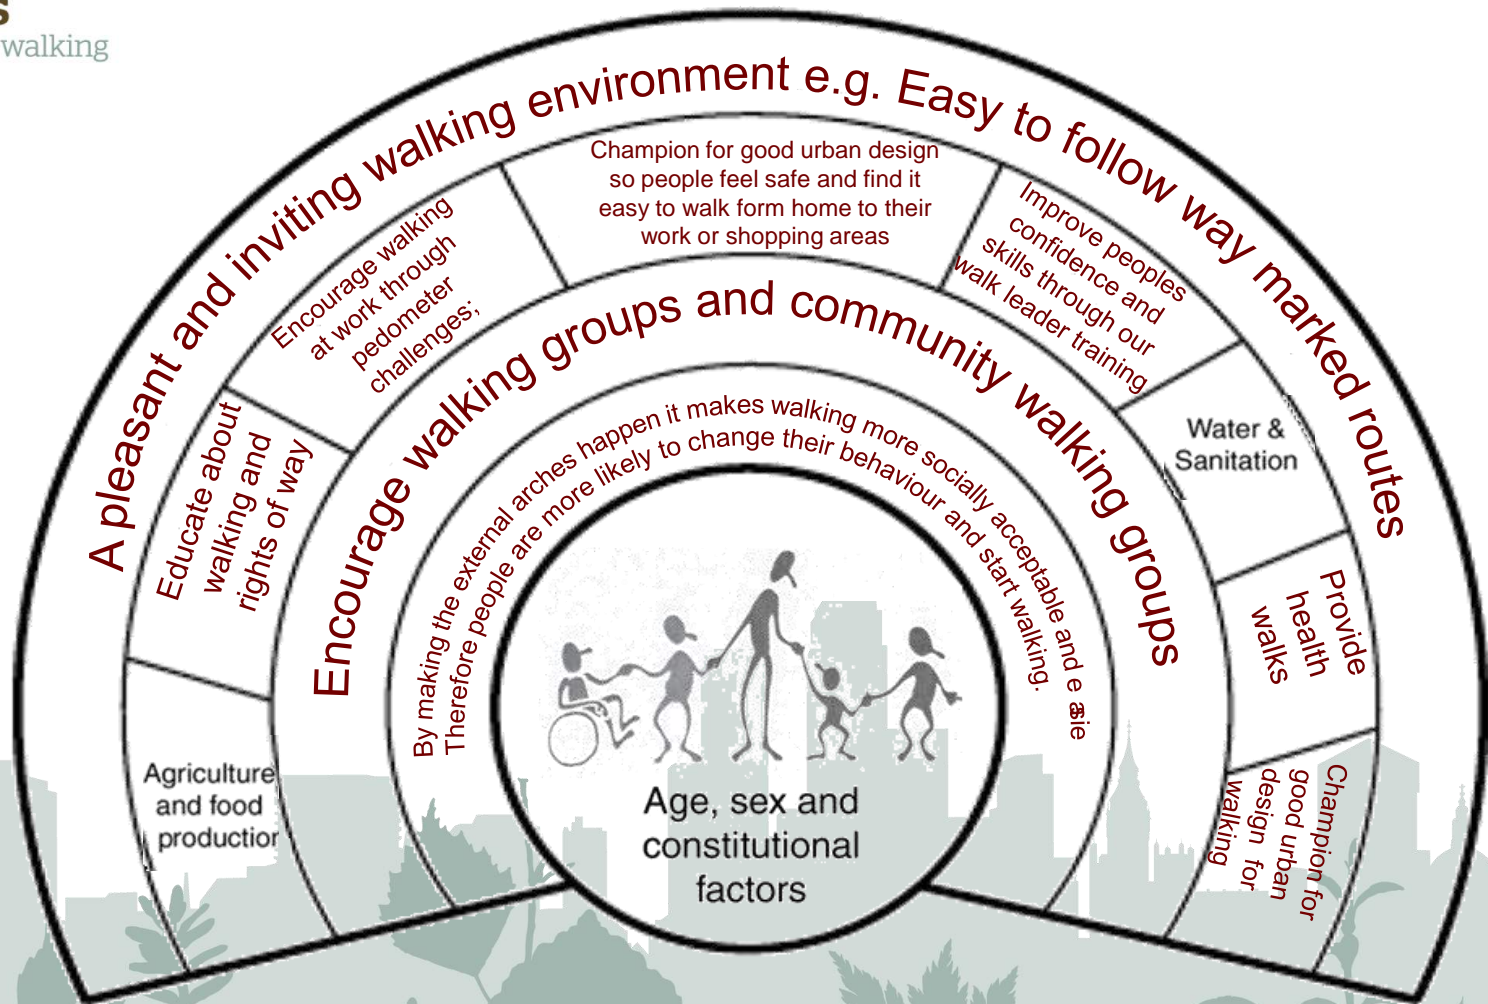 s
walking
A pleasant and inviting walking environment e.g. Easy to follow way marked routes
Agriculture
and food
production
Educate about
walking and
rights of way
Encourage walking
at work through
pedometer
challenges;
Champion for good urban design
so people feel safe and find it
easy to walk form home to their
work or shopping areas
Improve peoples
confidence and
skills through our
walk leader training
Water &
Sanitation
Provide
health
walks
Champion for
good urban
design for
walking
Encourage walking groups and community walking groups
By making the external arches happen it makes walking more socially acceptable and
Therefore people are more likely to change their behaviour and start walking.
Age, sex and
constitutional
factors